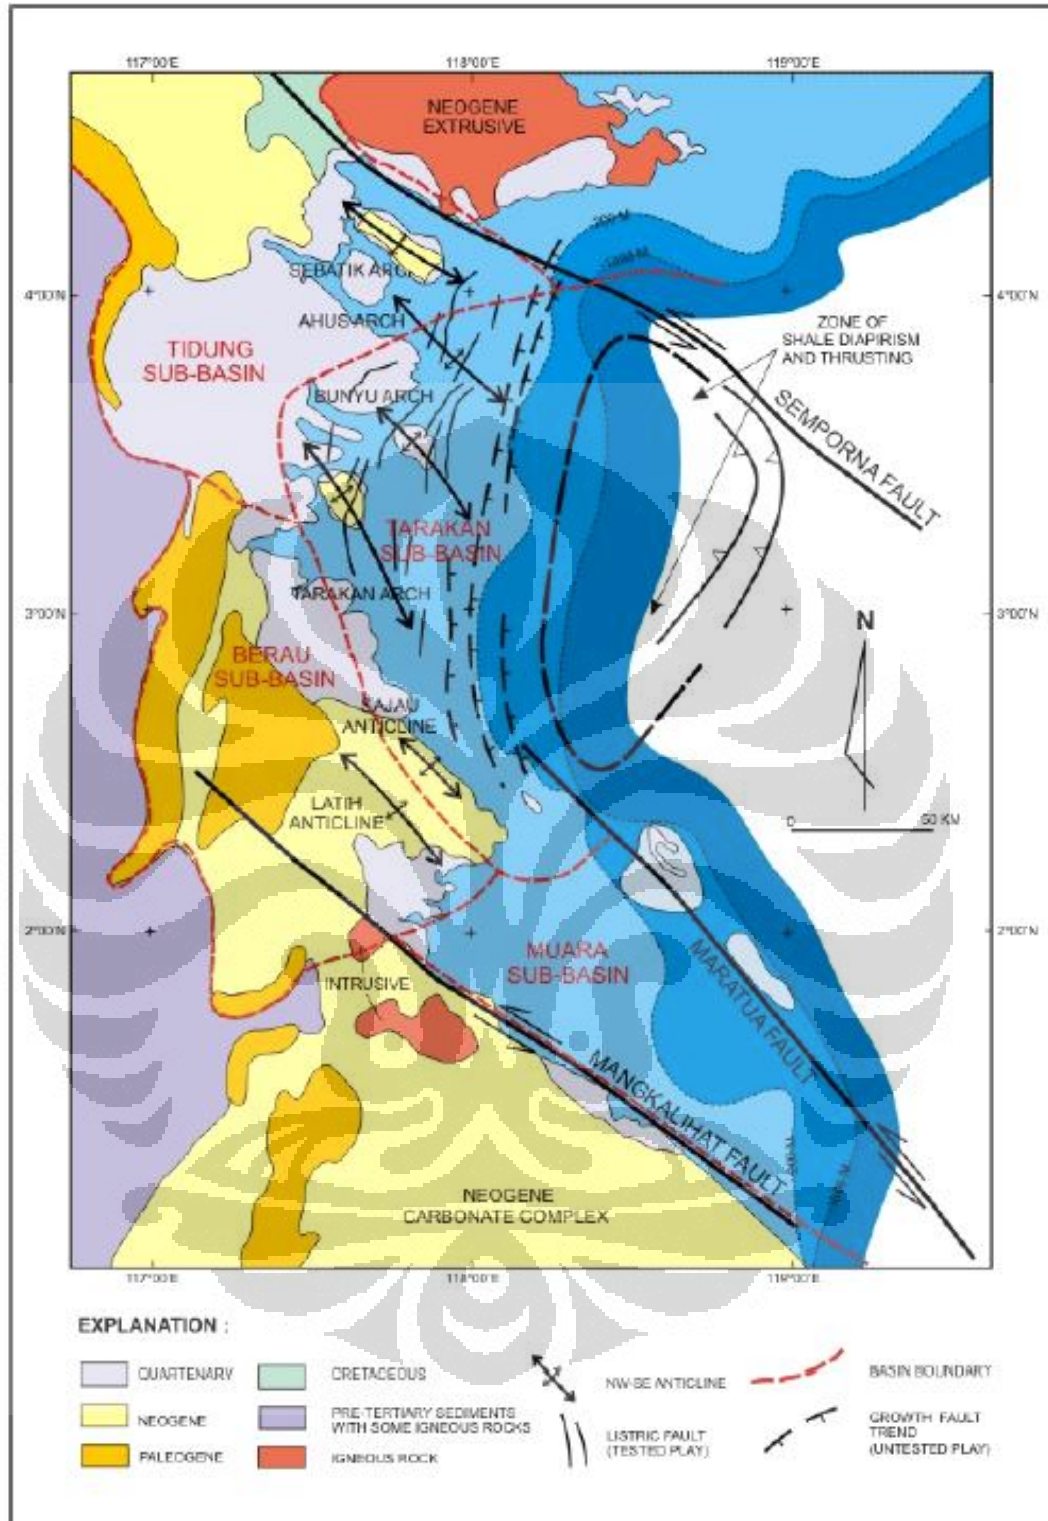 117°00'E
118°00'E
119°00'E
NEOGENE
EXTRUSIVE
200 M
SEBATIK ARCH
4°00'N
4°00'N
AHUS ARCH
ZONE OF
SHALE DIAPIRISM
AND THRUSTING
TIDUNG
SUB-BASIN
BUNYU ARCH
SEMPORNA FAULT
TARAKAN
SUB-BASIN
TARAKAN ARCH
3°00'N
3°00'N
N
BERAU
SUB-BASIN
SAJAU
ANTICLINE
LATIH
ANTICLINE
0
50 KM
2°00'N
2°00'N
MUARA
SUB-BASIN
INTRUSIVE
MARATUA FAULT
MANGKALIHAT FAULT
NEOGENE
CARBONATE COMPLEX
117°00'E
118°00'E
119°00'E
EXPLANATION :
QUARTENARY
CRETACEOUS
NW-SE ANTICLINE
BASIN BOUNDARY
NEOGENE
PRE-TERTIARY SEDIMENTS
WITH SOME IGNEOUS ROCKS
LISTRIC FAULT
(TESTED PLAY)
GROWTH FAULT
TREND
(UNTESTED PLAY)
PALEOGENE
IGNEOUS ROCK